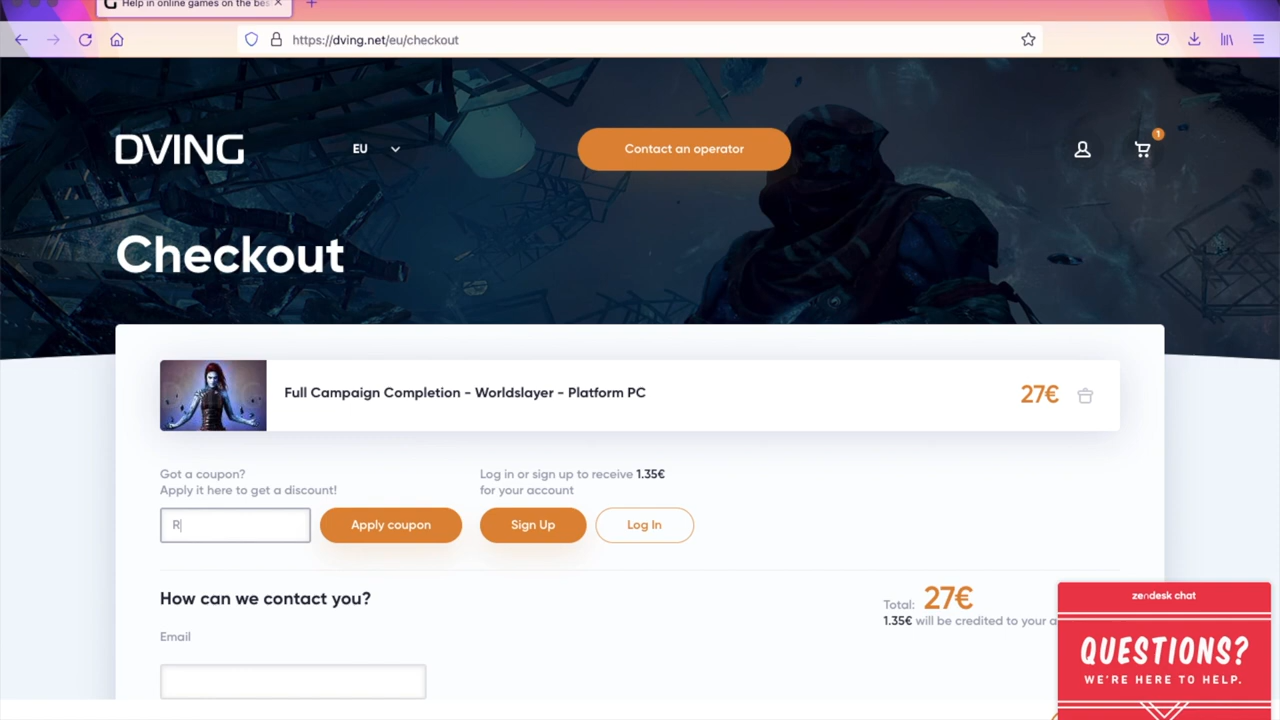 Help in online games on the bes
https://dving.net/eu/checkout
DVING
EU
Contact an operator
1
Checkout
Full Campaign Completion - Worldslayer - Platform PC
27€
Got a coupon?
Apply it here to get a discount!
Log in or sign up to receive 1.35€
for your account
R
Apply coupon
Sign Up
Log In
How can we contact you?
Total: 27€
1.35€ will be credited to your a
Email
zendesk chat
QUESTIONS?
WE'RE HERE TO HELP.